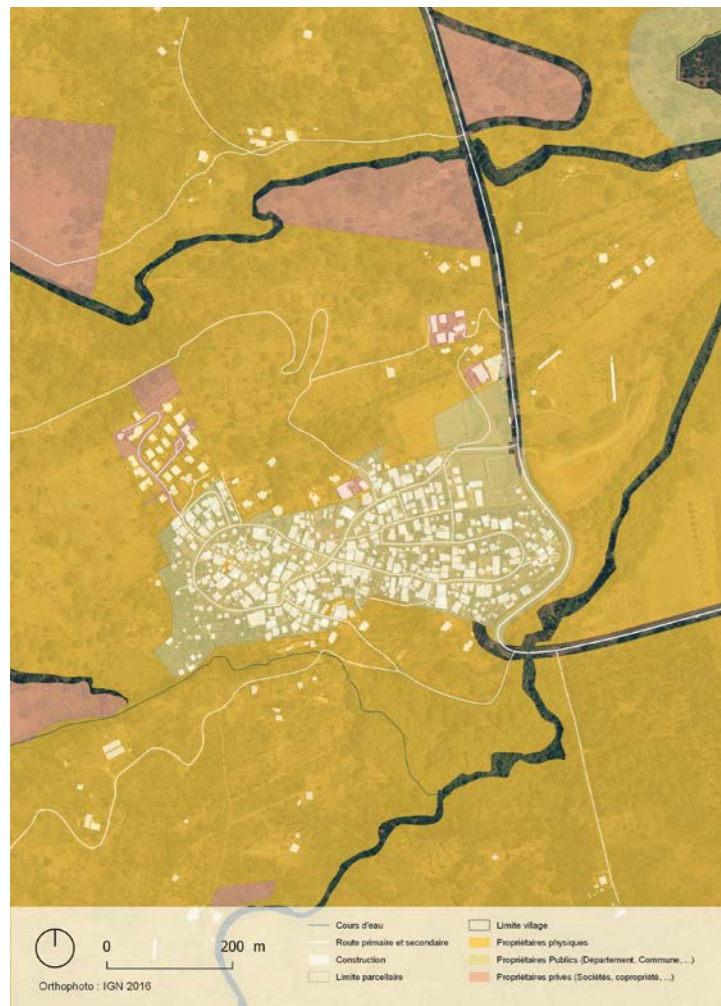 0 200 m
Orthophoto : IGN 2016
Cours d'eau
Route primaire et secondaire
Construction
Limite parcellaire
Limite village
Propriétaires physiques
Propriétaires Publics (Département, Commune, ...)
Propriétaires privés (Sociétés, copropriété, ...)